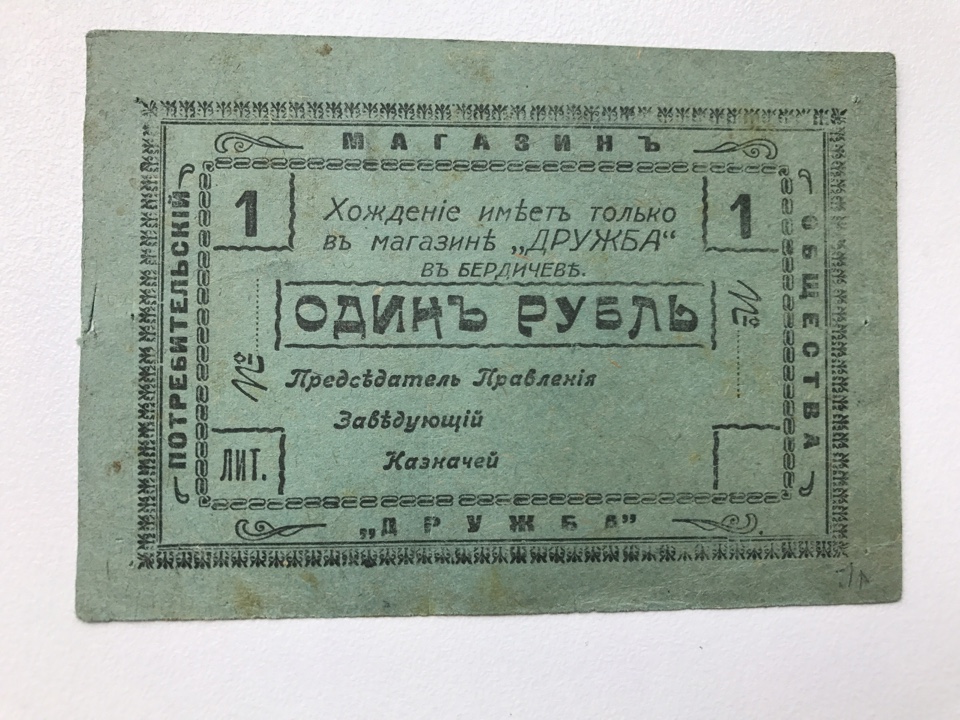 МАГАЗИНЪ
ПОТРЕБИТЕЛЬСКІЙ
ОБЩЕСТВА
1
1
Хожденіе имѣетъ только
въ магазинѣ „ДРУЖБА“
ВЪ БЕРДИЧЕВѢ.
ОДИНЪ РУБЛЬ
№
№
Предсѣдатель Правленія
Завѣдующій
Казначей
ЛИТ.
„ДРУЖБА”